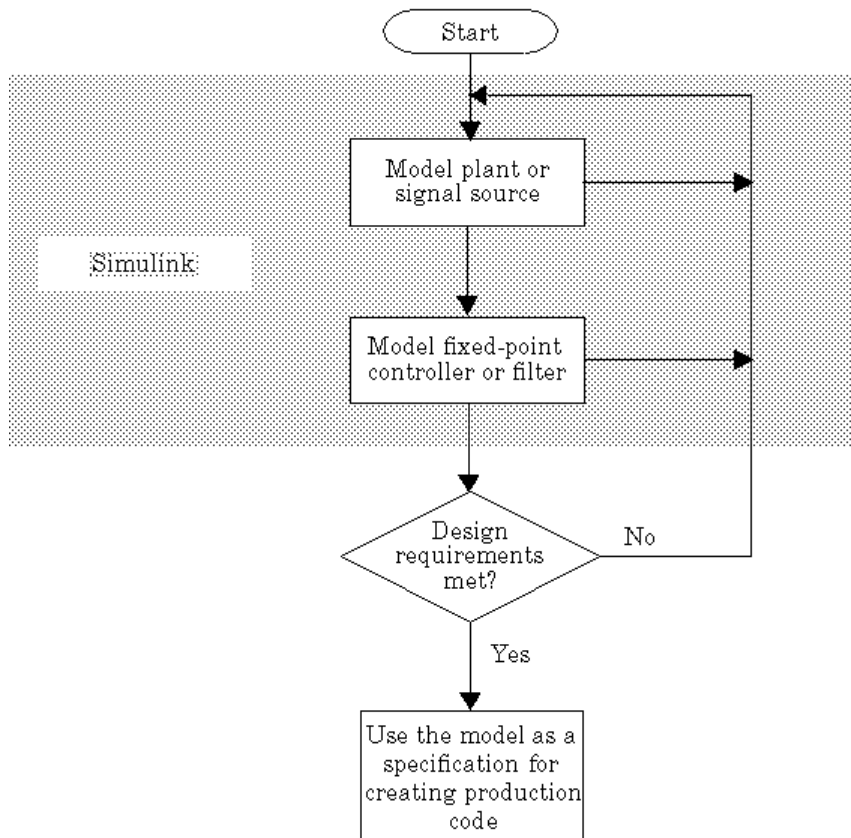 Start
Model plant or
signal source
Simulink
Model fixed-point
controller or filter
Design
requirements
met?
No
Yes
Use the model as a
specification for
creating production
code